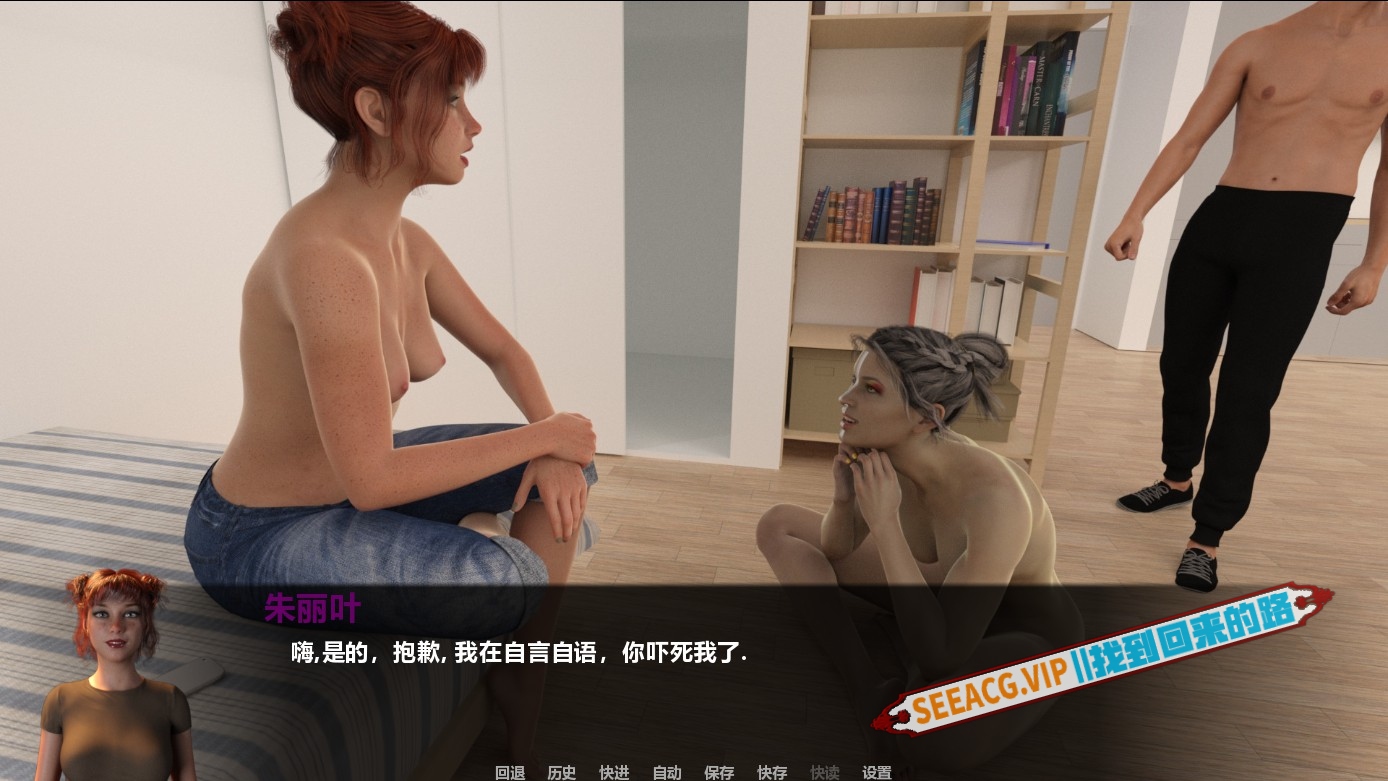 MASTER CAEN
朱丽叶
嗨,是的，抱歉, 我在自言自语，你吓死我了.
SEEACG.VIP ||找到回来的路
回退 历史 快进 自动 保存 快存 快读 设置